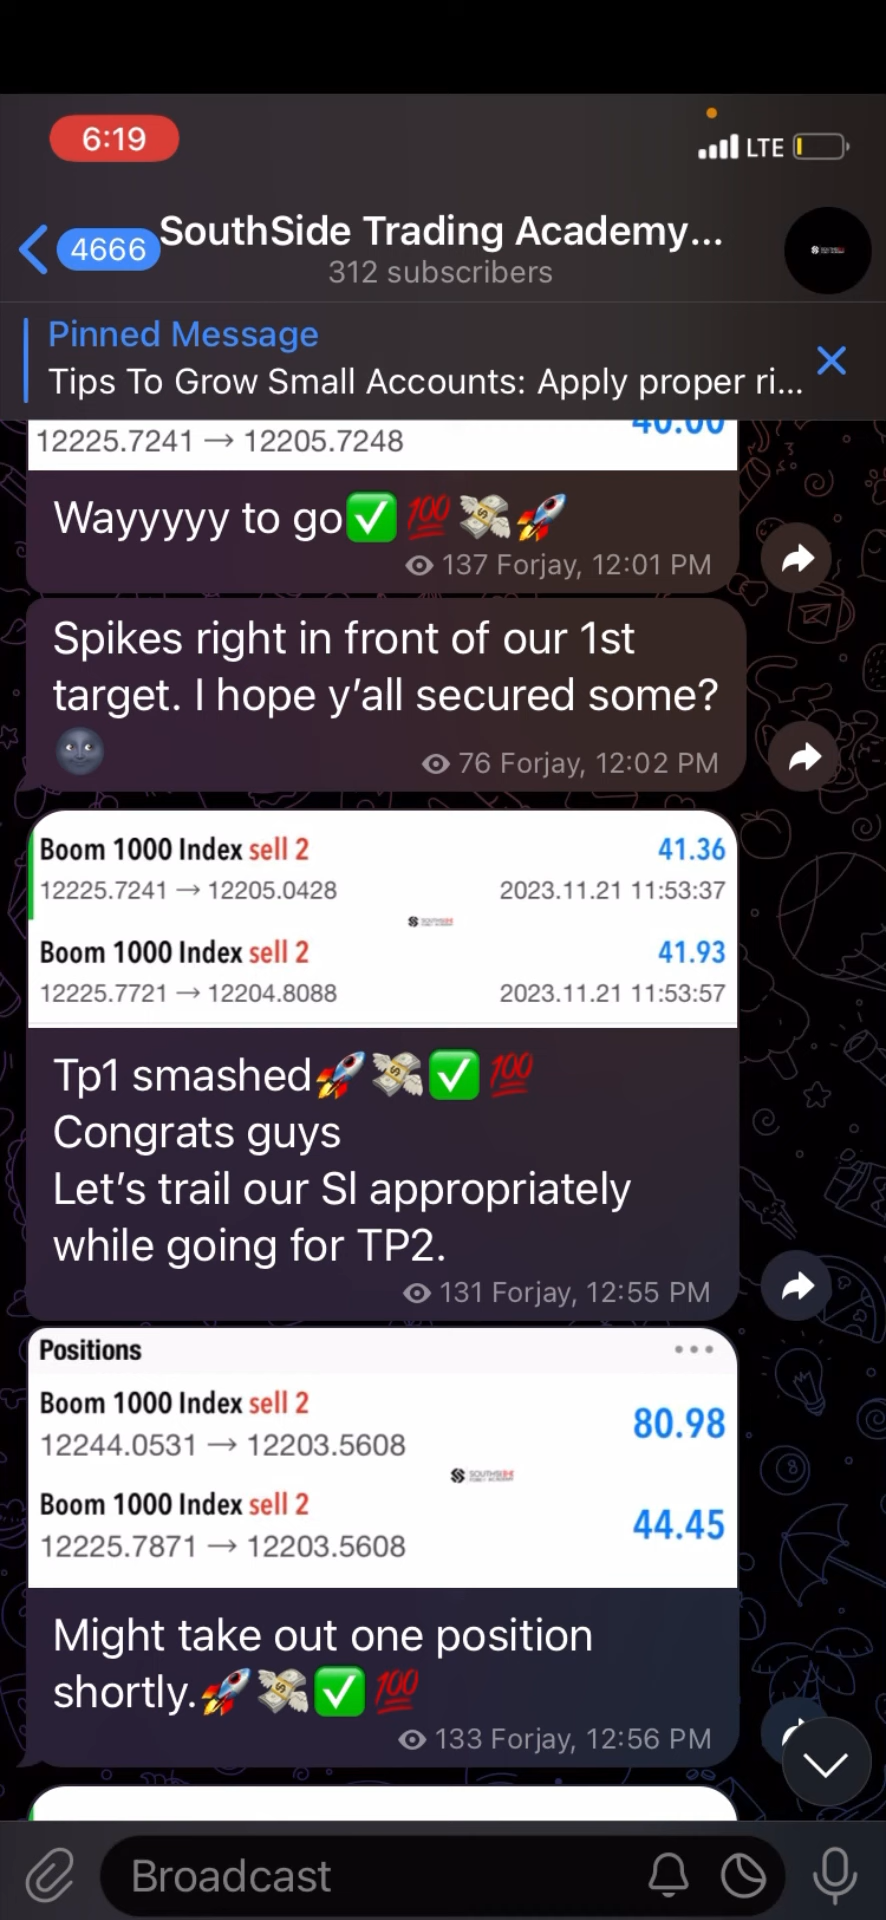 6:19
LTE
4666
SouthSide Trading Academy...
312 subscribers
Pinned Message
Tips To Grow Small Accounts: Apply proper ri...
40.00
12225.7241 → 12205.7248
Wayyyyy to go✅💯💸🚀
137 Forjay, 12:01 PM
Spikes right in front of our 1st
target. I hope y’all secured some?
🌚
76 Forjay, 12:02 PM
Boom 1000 Index sell 2 41.36
12225.7241 → 12205.0428 2023.11.21 11:53:37
Boom 1000 Index sell 2 41.93
12225.7721 → 12204.8088 2023.11.21 11:53:57
Tp1 smashed🚀💸✅💯
Congrats guys
Let’s trail our Sl appropriately
while going for TP2.
131 Forjay, 12:55 PM
Positions
Boom 1000 Index sell 2 80.98
12244.0531 → 12203.5608
SOUTHSIDE
Boom 1000 Index sell 2 44.45
12225.7871 → 12203.5608
Might take out one position
shortly.🚀💸✅💯
133 Forjay, 12:56 PM
Broadcast